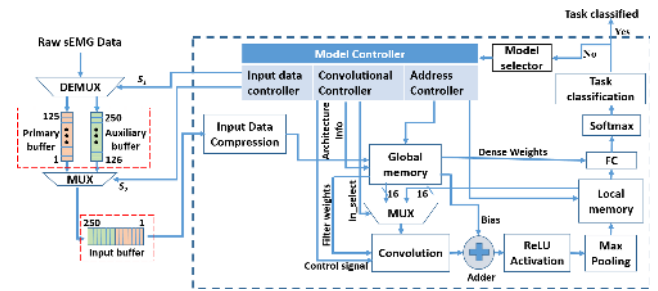 Task classified
Yes
Raw sEMG Data
Model Controller
Model selector
No
DEMUX
S1
Input data controller
Convolutional Controller
Address Controller
Task classification
125
250
Primary buffer
Auxiliary buffer
1
126
Input Data Compression
Architecture Info
Softmax
Global memory
Dense Weights
FC
MUX
S2
16
16
Local memory
Filter weights
In_select
MUX
Bias
250
1
Input buffer
Convolution
Control signal
Adder
ReLU Activation
Max Pooling